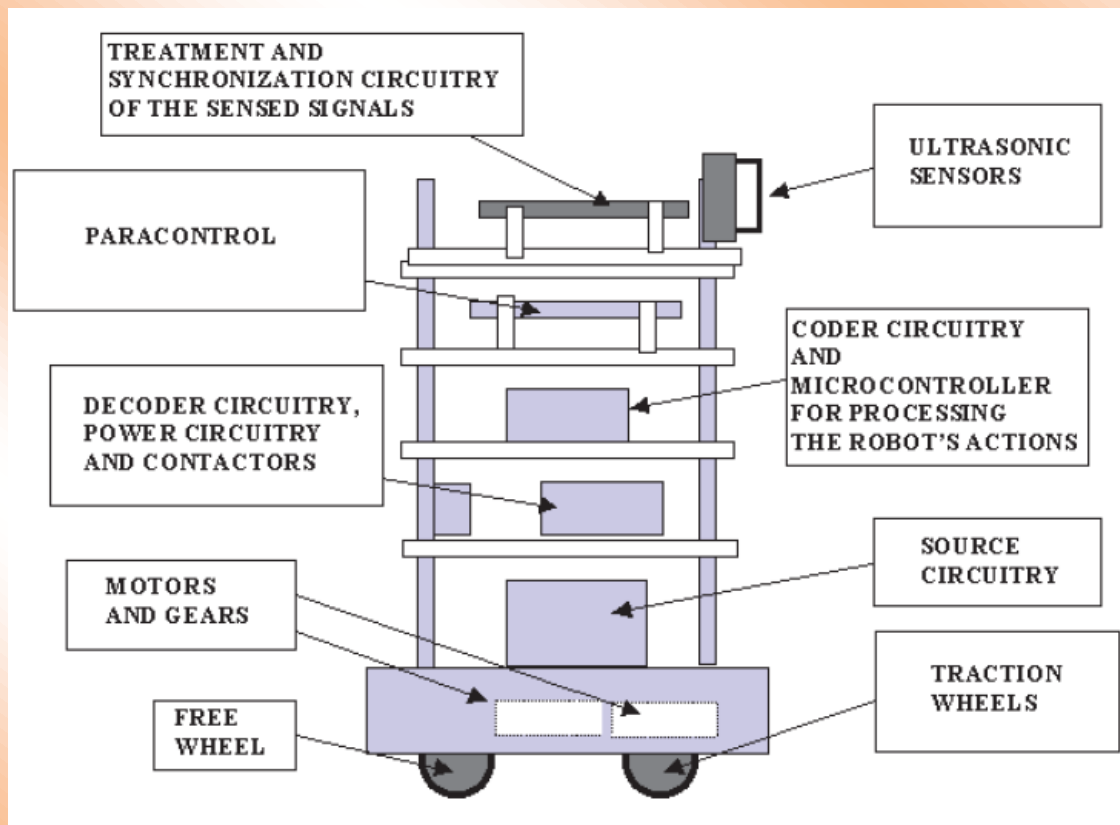 TREATMENT AND
SYNCHRONIZATION CIRCUITRY
OF THE SENSED SIGNALS
ULTRASONIC
SENSORS
PARACONTROL
CODER CIRCUITRY
AND
MICROCONTROLLER
FOR PROCESSING
THE ROBOT'S ACTIONS
DECODER CIRCUITRY,
POWER CIRCUITRY
AND CONTACTORS
SOURCE
CIRCUITRY
MOTORS
AND GEARS
TRACTION
WHEELS
FREE
WHEEL